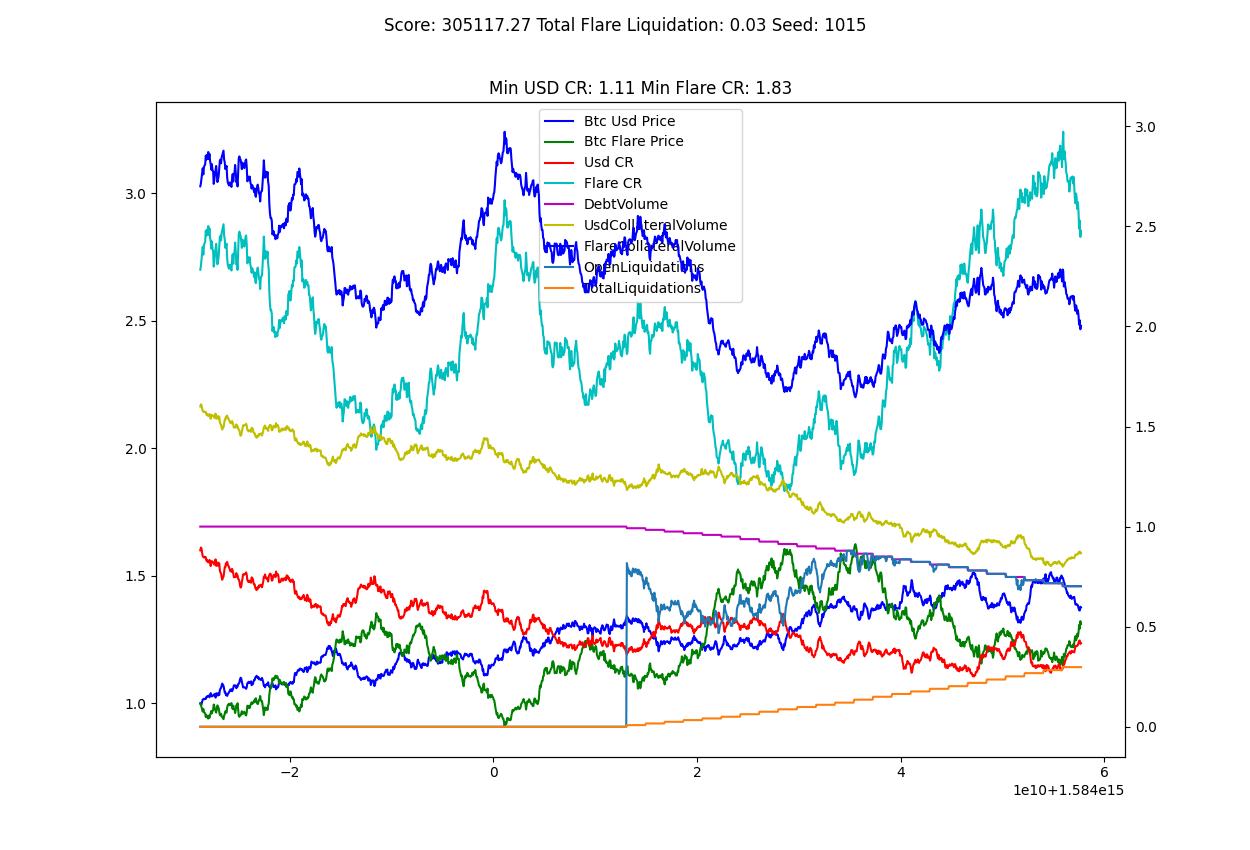 Score: 305117.27 Total Flare Liquidation: 0.03 Seed: 1015
Min USD CR: 1.11 Min Flare CR: 1.83
Btc Usd Price
Btc Flare Price
Usd CR
Flare CR
DebtVolume
UsdCollateralVolume
FlareCollateralVolume
OpenLiquidations
TotalLiquidations
3.0
2.5
2.0
1.5
1.0
3.0
2.5
2.0
1.5
1.0
0.5
0.0
−2 0 2 4 6
1e10+1.584e15